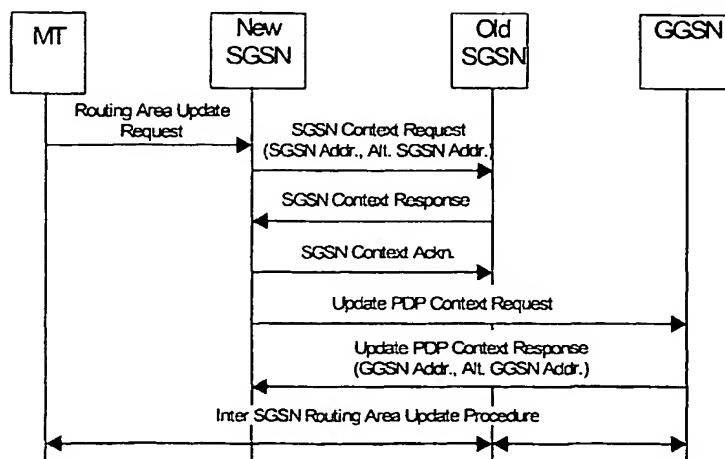 MT
New
SGSN
Old
SGSN
GGSN
Routing Area Update
Request
SGSN Context Request
(SGSN Addr., Alt. SGSN Addr.)
SGSN Context Response
SGSN Context Ackn.
Update PDP Context Request
Update PDP Context Response
(GGSN Addr., Alt. GGSN Addr.)
Inter SGSN Routing Area Update Procedure